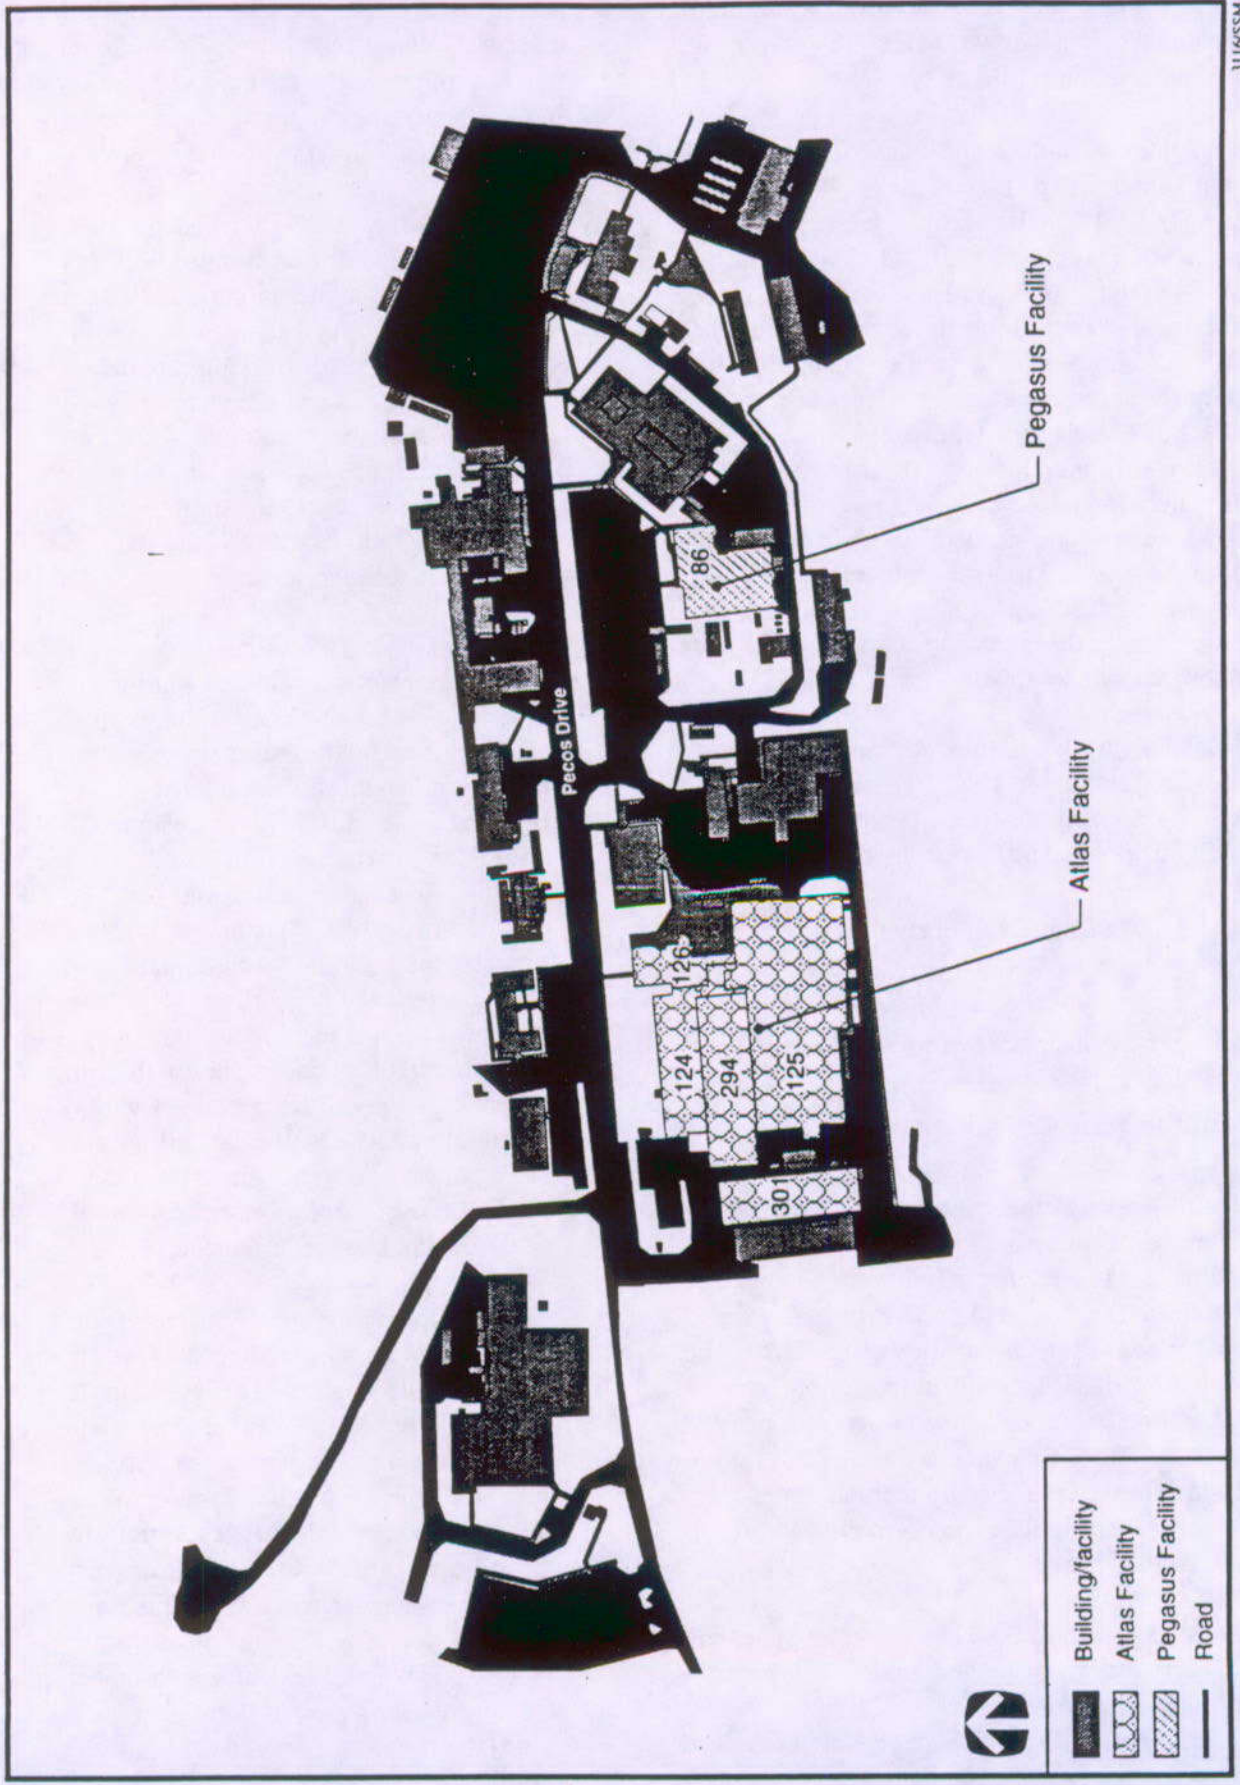 Pecos Drive
86
126
124
294
125
301
Pegasus Facility
Atlas Facility
Building/facility
Atlas Facility
Pegasus Facility
Road